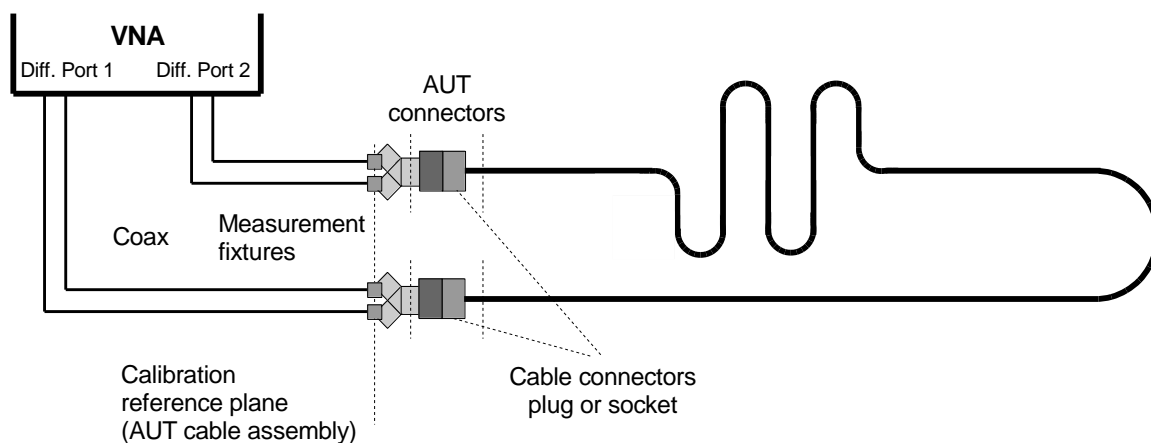 VNA
Diff. Port 1
Diff. Port 2
AUT
connectors
Coax
Measurement
fixtures
Calibration
reference plane
(AUT cable assembly)
Cable connectors
plug or socket